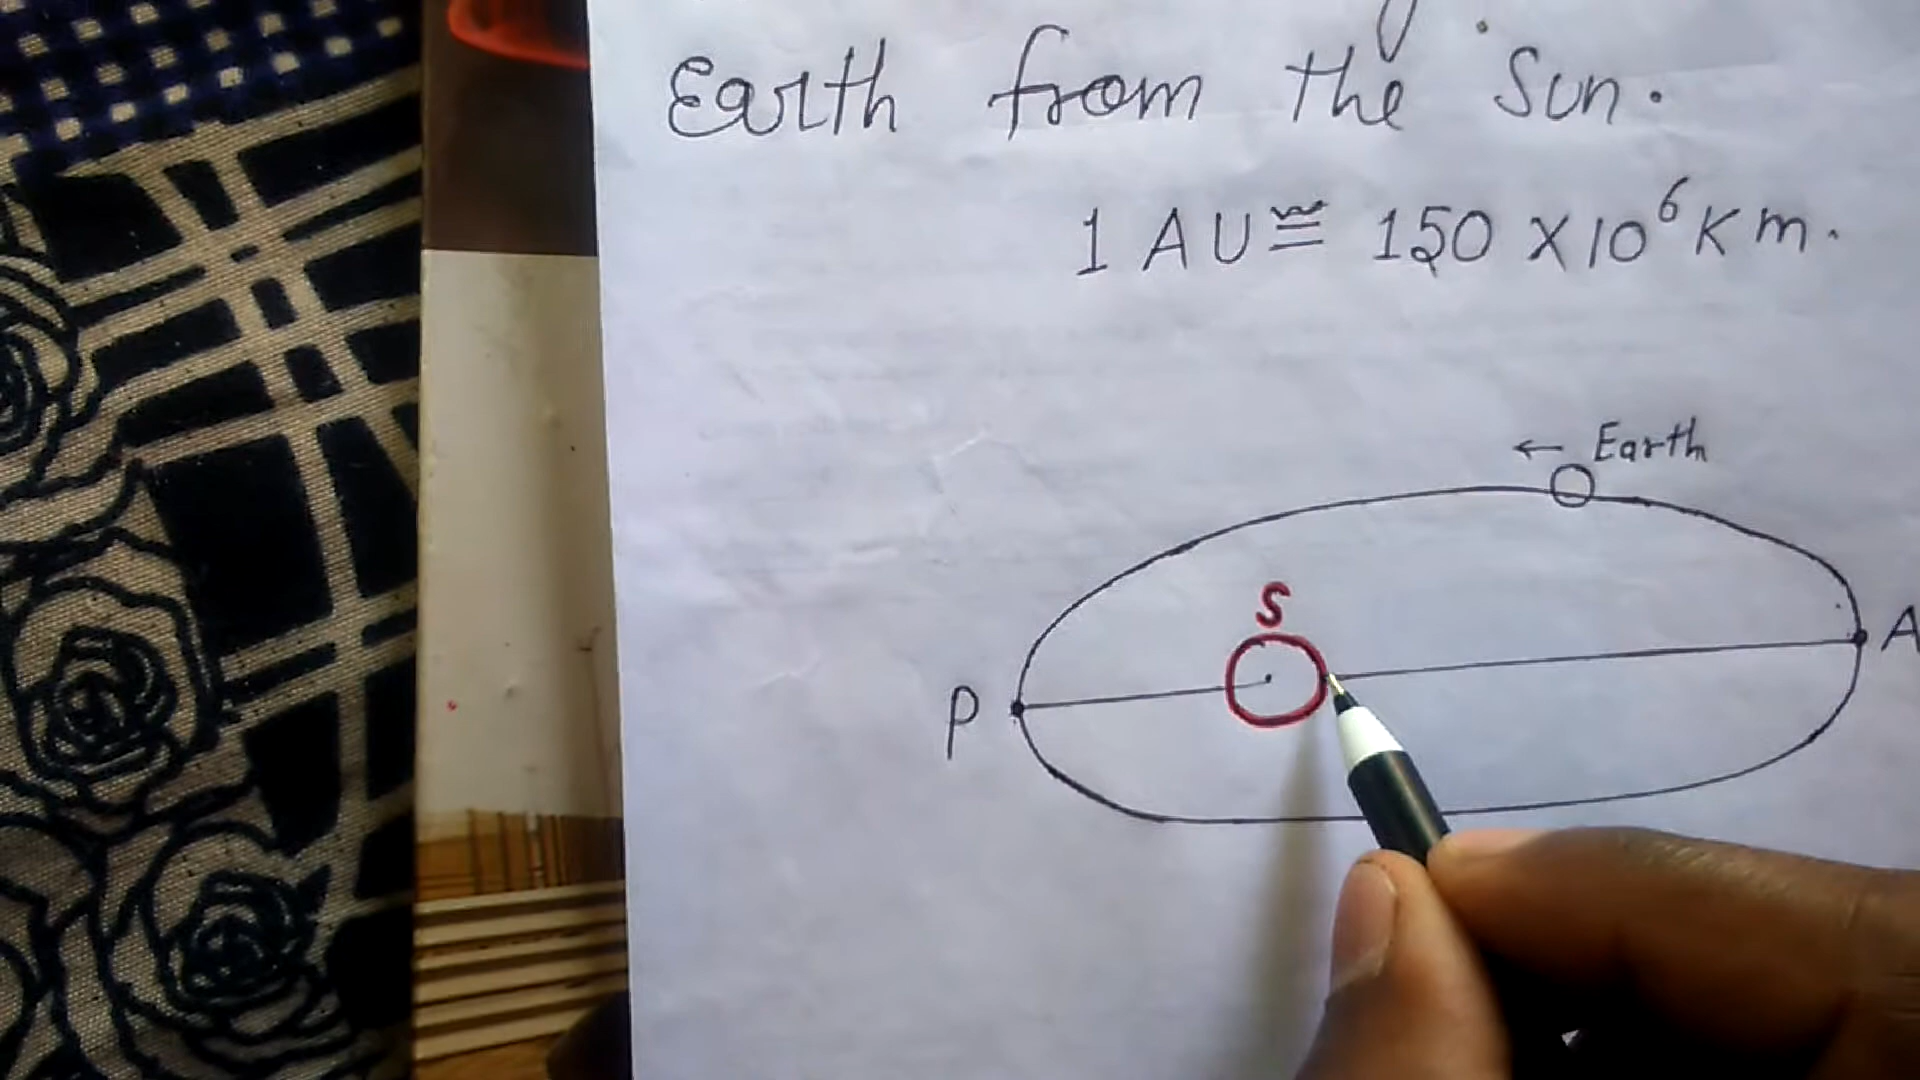 Earth from the Sun.
1 AU ≅ 150 X 10⁶ Km.
← Earth
S
A
P